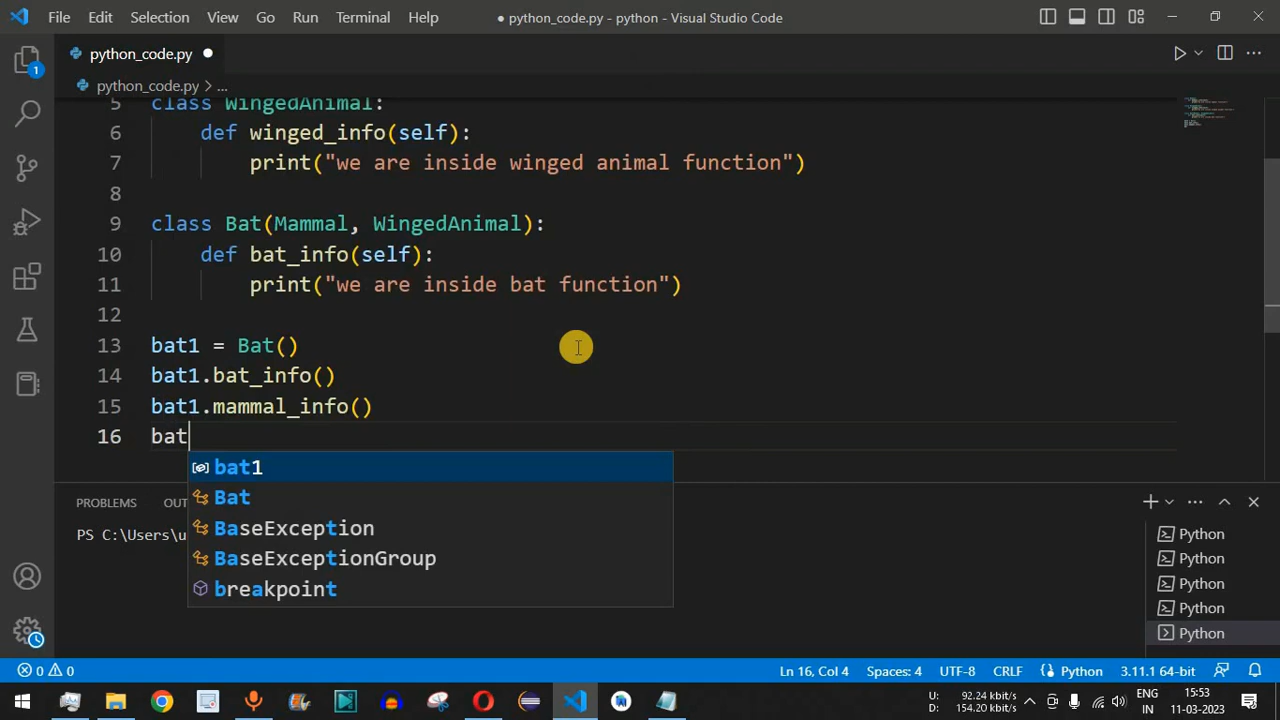 File Edit Selection View Go Run Terminal Help
● python_code.py - python - Visual Studio Code
python_code.py ●
python_code.py > ...
1
5 class WingedAnimal:
6 def winged_info(self):
7 print("we are inside winged animal function")
8
9 class Bat(Mammal, WingedAnimal):
10 def bat_info(self):
11 print("we are inside bat function")
12
13 bat1 = Bat()
14 bat1.bat_info()
15 bat1.mammal_info()
16 bat
bat1
Bat
BaseException
BaseExceptionGroup
breakpoint
PROBLEMS OUT
PS C:\Users\u
Python
Python
Python
Python
Python
0 0
Ln 16, Col 4 Spaces: 4 UTF-8 CRLF Python 3.11.1 64-bit
U: 92.24 kbit/s
D: 154.20 kbit/s
ENG
IN
15:53
11-03-2023